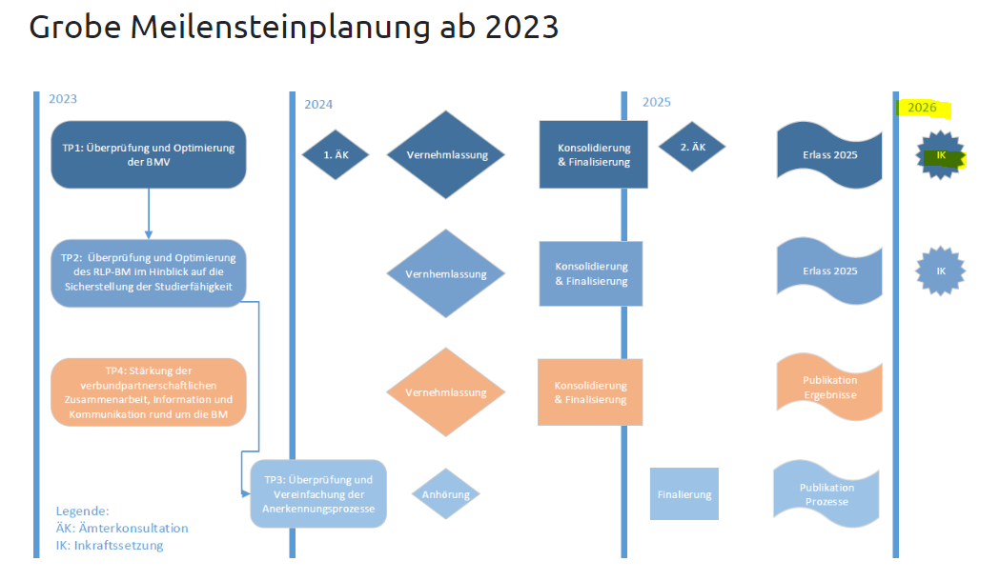 Grobe Meilensteinplanung ab 2023
2023
2024
2025
2026
TP1: Überprüfung und Optimierung
der BMV
1. ÄK
Vernehmlassung
Konsolidierung
& Finalisierung
2. ÄK
Erlass 2025
IK
TP2:  Überprüfung und Optimierung
des RLP-BM im Hinblick auf die
Sicherstellung der Studierfähigkeit
Vernhemlassung
Konsolidierung
& Finalisierung
Erlass 2025
IK
TP4: Stärkung der
verbundpartnerschaftlichen
Zusammenarbeit, Information und
Kommunikation rund um die BM
Vernehmlassung
Konsolidierung
& Finalisierung
Publikation
Ergebnisse
TP3: Überprüfung und
Vereinfachung der
Anerkennungsprozesse
Anhörung
Finalierung
Publikation
Prozesse
Legende:
ÄK: Ämterkonsultation
IK: Inkraftssetzung